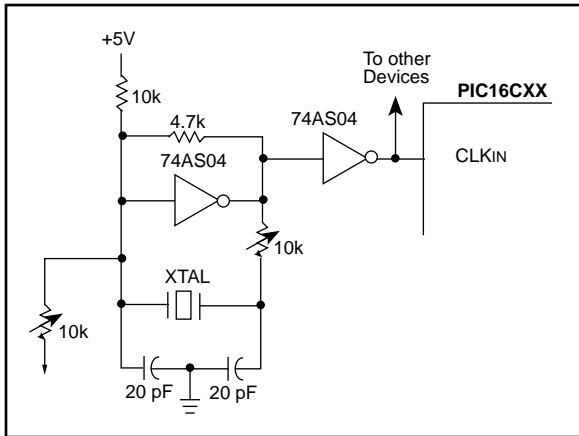 +5V
10k
4.7k
74AS04
74AS04
To other
Devices
PIC16CXX
CLKIN
10k
XTAL
10k
20 pF
20 pF